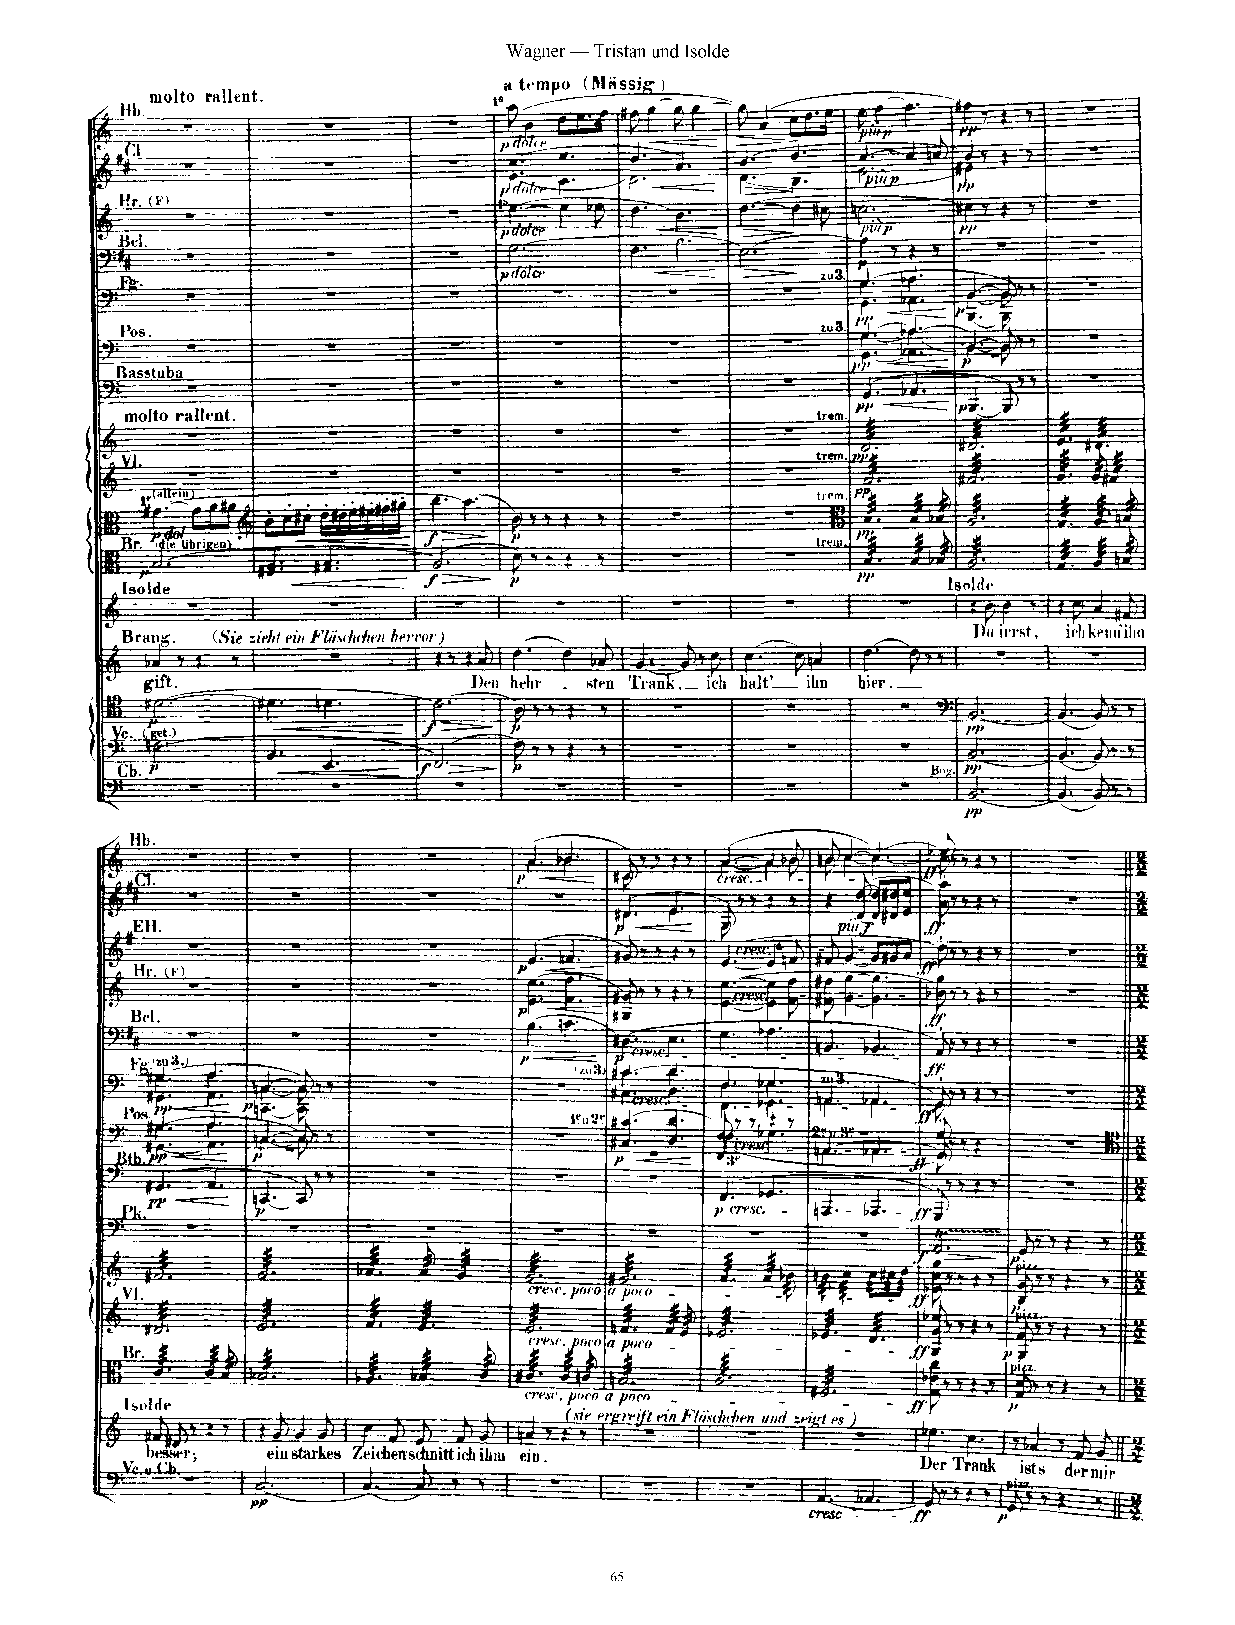 Wagner — Tristan und Isolde
molto rallent.
a tempo (Mässig)
Hb.
1º
p dolce
più p
pp
Cl.
p dolce
più p
pp
Hr. (F)
p dolce
più p
pp
Bcl.
p dolce
p
Fg.
zu 3.
pp
p
Pos.
zu 3.
pp
p
Basstuba
pp
p
molto rallent.
trem.
pp
Vl.
trem.
pp
(allein)
p dol
f
p
trem.
pp
Br. (die übrigen)
p
f
p
trem.
pp
Isolde
Isolde
Du irrst, ich kenn' ihn
Brang. (Sie zieht ein Fläschchen hervor)
gift. Den hehr - sten Trank, ich halt' ihn hier.
p
f
p
pp
Vc. (get.)
p
f
p
pp
Cb.
Bog.
pp
Hb.
p
cresc.
ff
Cl.
p
più f
ff
EH.
p
cresc.
ff
Hr. (F)
p
cresc.
ff
Bcl.
p
p cresc.
ff
Fg. (zu 3.)
pp
p
(zu 3)
cresc.
zu 3.
ff
Pos.
pp
p
1º u 2º
p
cresc.
3º
2º u 3º
ff
Btb.
pp
p
p cresc.
ff
Pk.
f
p
cresc. poco a poco
ff
pizz.
p
Vl.
cresc. poco a poco
ff
pizz.
p
Br.
cresc. poco a poco
ff
pizz.
p
Isolde
(sie ergreift ein Fläschchen und zeigt es)
besser; ein starkes Zeichen schnitt ich ihm ein. Der Trank ist's der mir
Vc. u. Cb.
pp
cresc
ff
pizz.
p
65